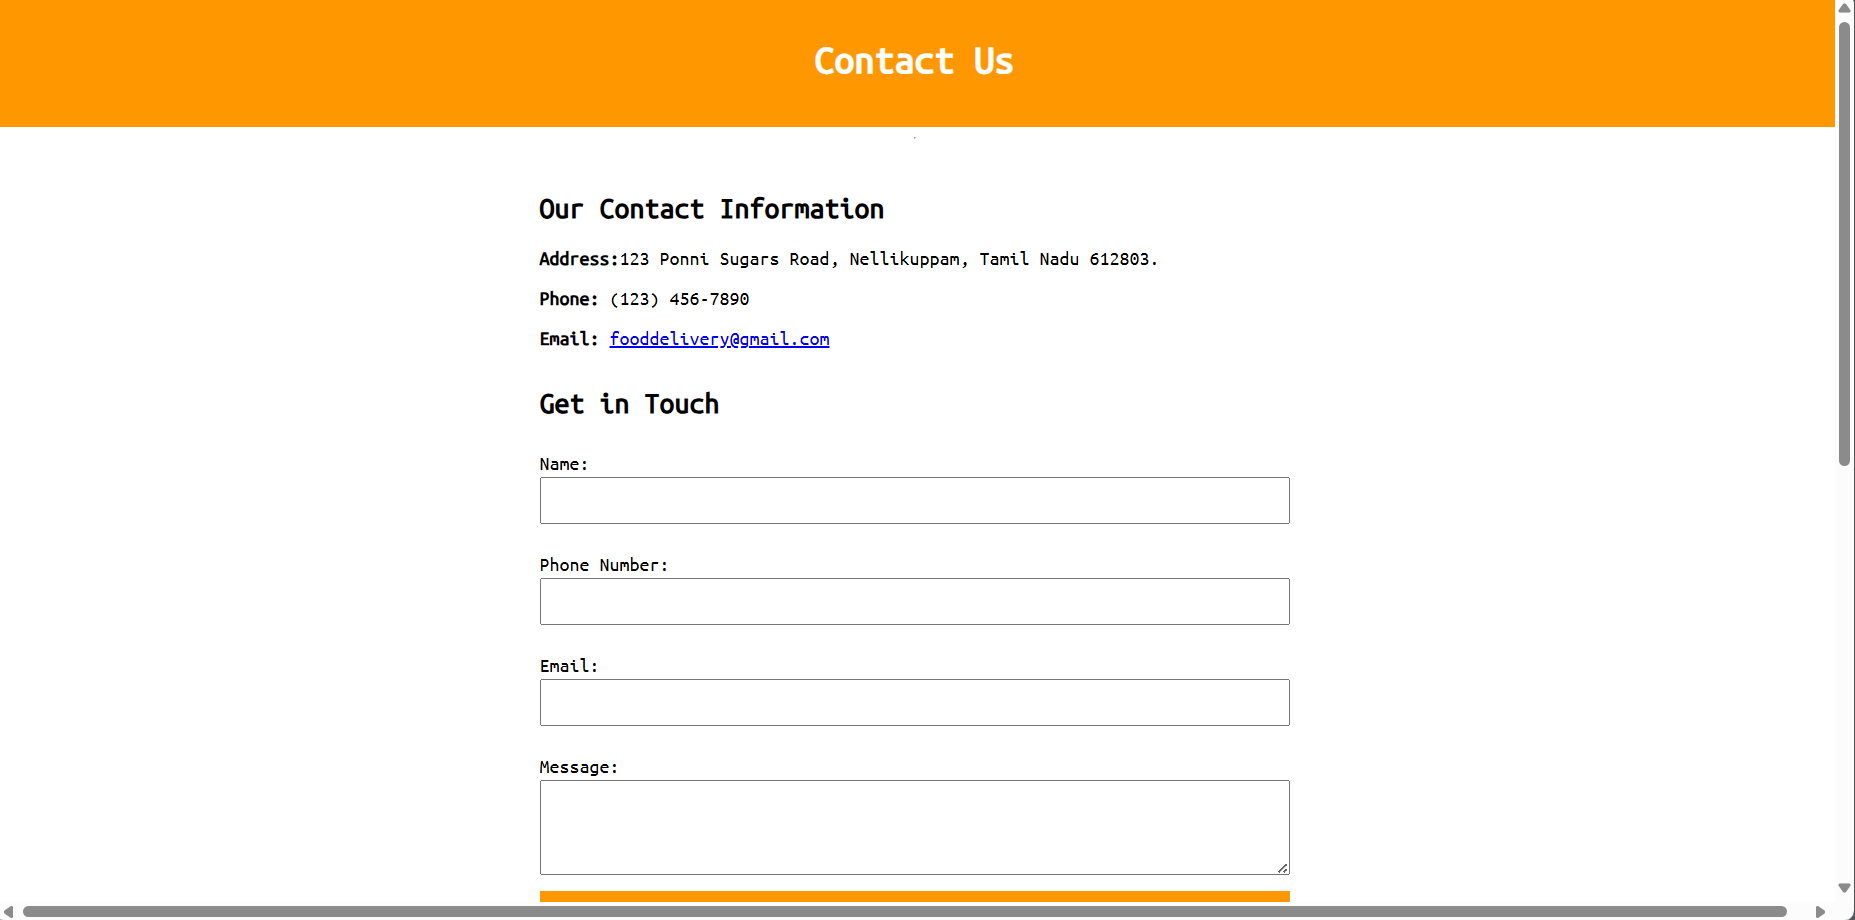 Contact Us
Our Contact Information
Address:123 Ponni Sugars Road, Nellikuppam, Tamil Nadu 612803.
Phone: (123) 456-7890
Email: fooddelivery@gmail.com
Get in Touch
Name:
Phone Number:
Email:
Message: